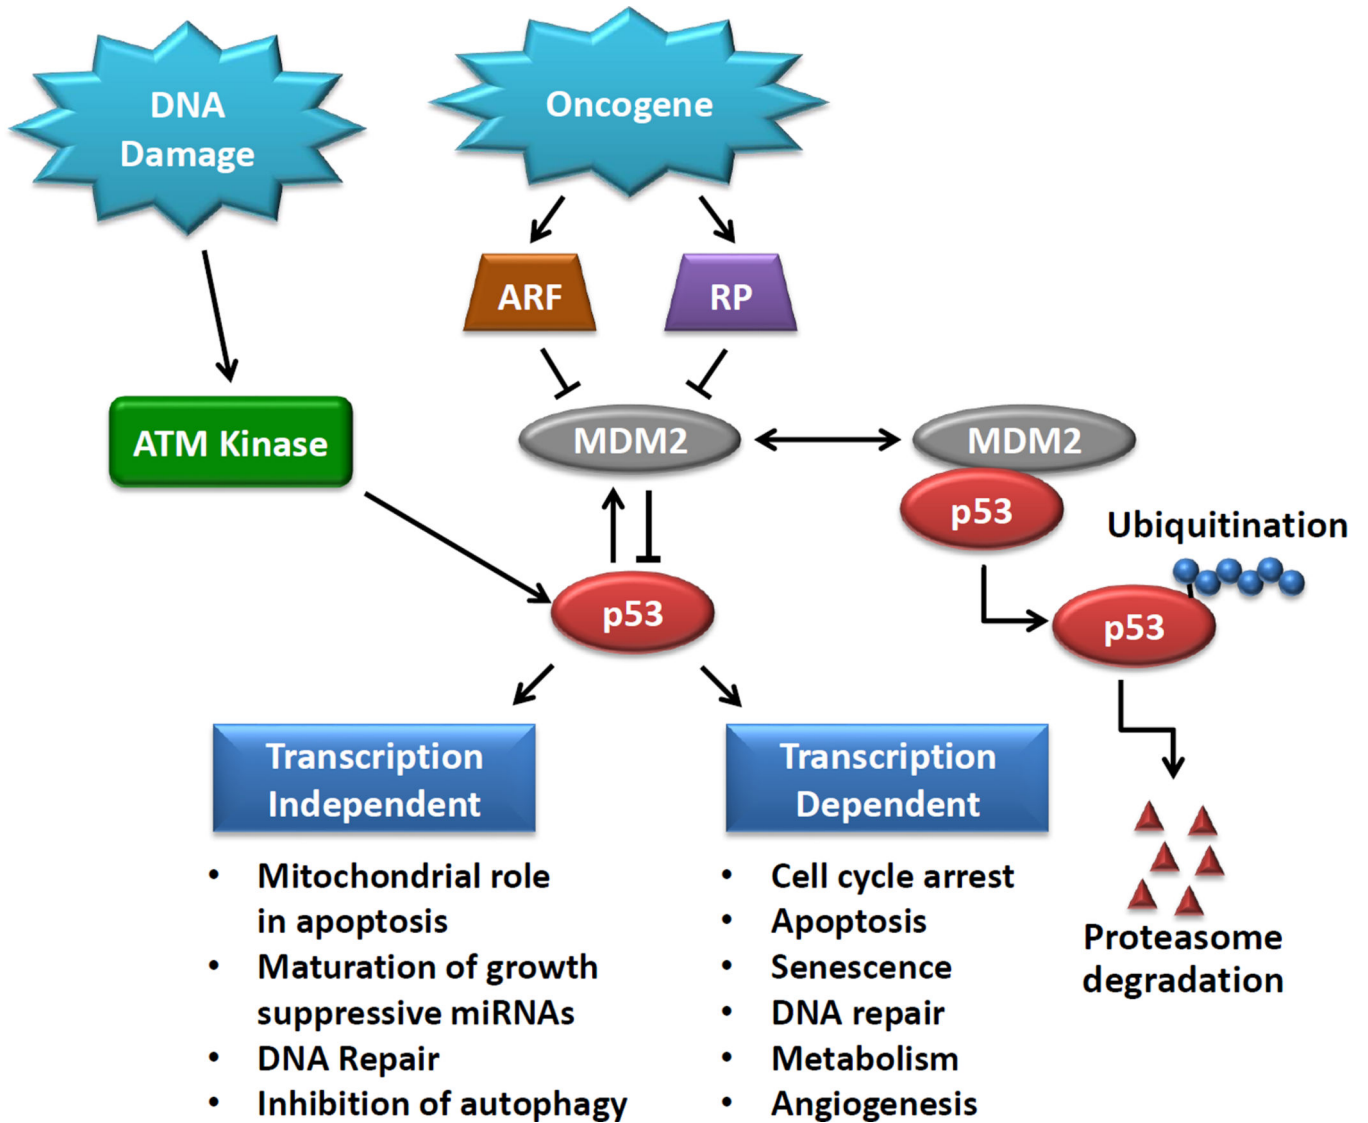 DNA
Damage
Oncogene
ARF
RP
ATM Kinase
MDM2
MDM2
p53
Ubiquitination
p53
p53
Transcription
Independent
• Mitochondrial role
in apoptosis
• Maturation of growth
suppressive miRNAs
• DNA Repair
• Inhibition of autophagy
Transcription
Dependent
• Cell cycle arrest
• Apoptosis
• Senescence
• DNA repair
• Metabolism
• Angiogenesis
Proteasome
degradation